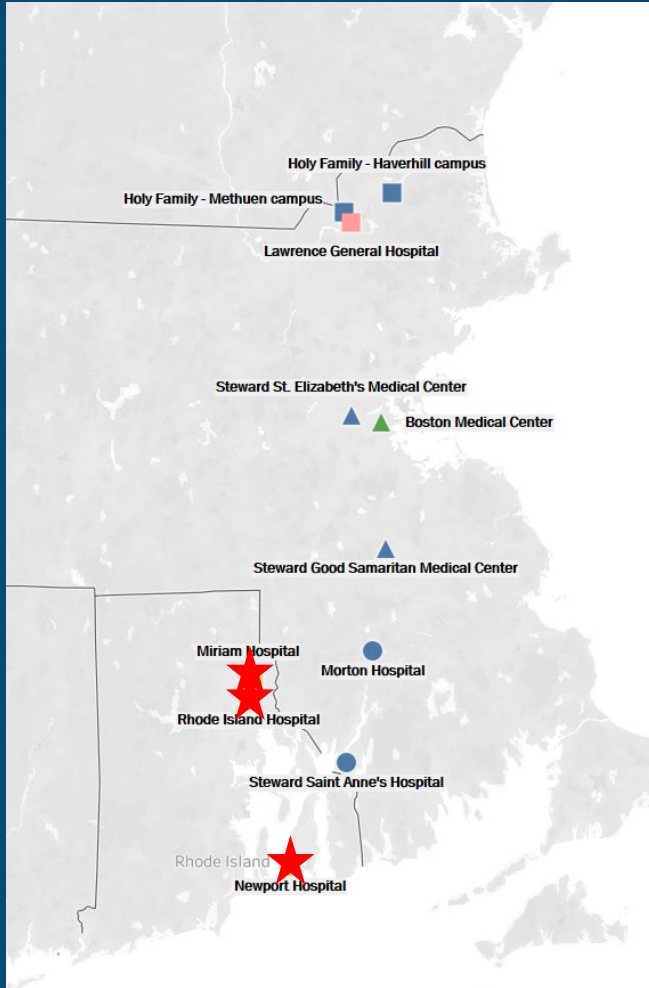 Holy Family - Haverhill campus
Holy Family - Methuen campus
Lawrence General Hospital
Steward St. Elizabeth's Medical Center
Boston Medical Center
Steward Good Samaritan Medical Center
Miriam Hospital
Morton Hospital
Rhode Island Hospital
Steward Saint Anne's Hospital
Rhode Island
Newport Hospital